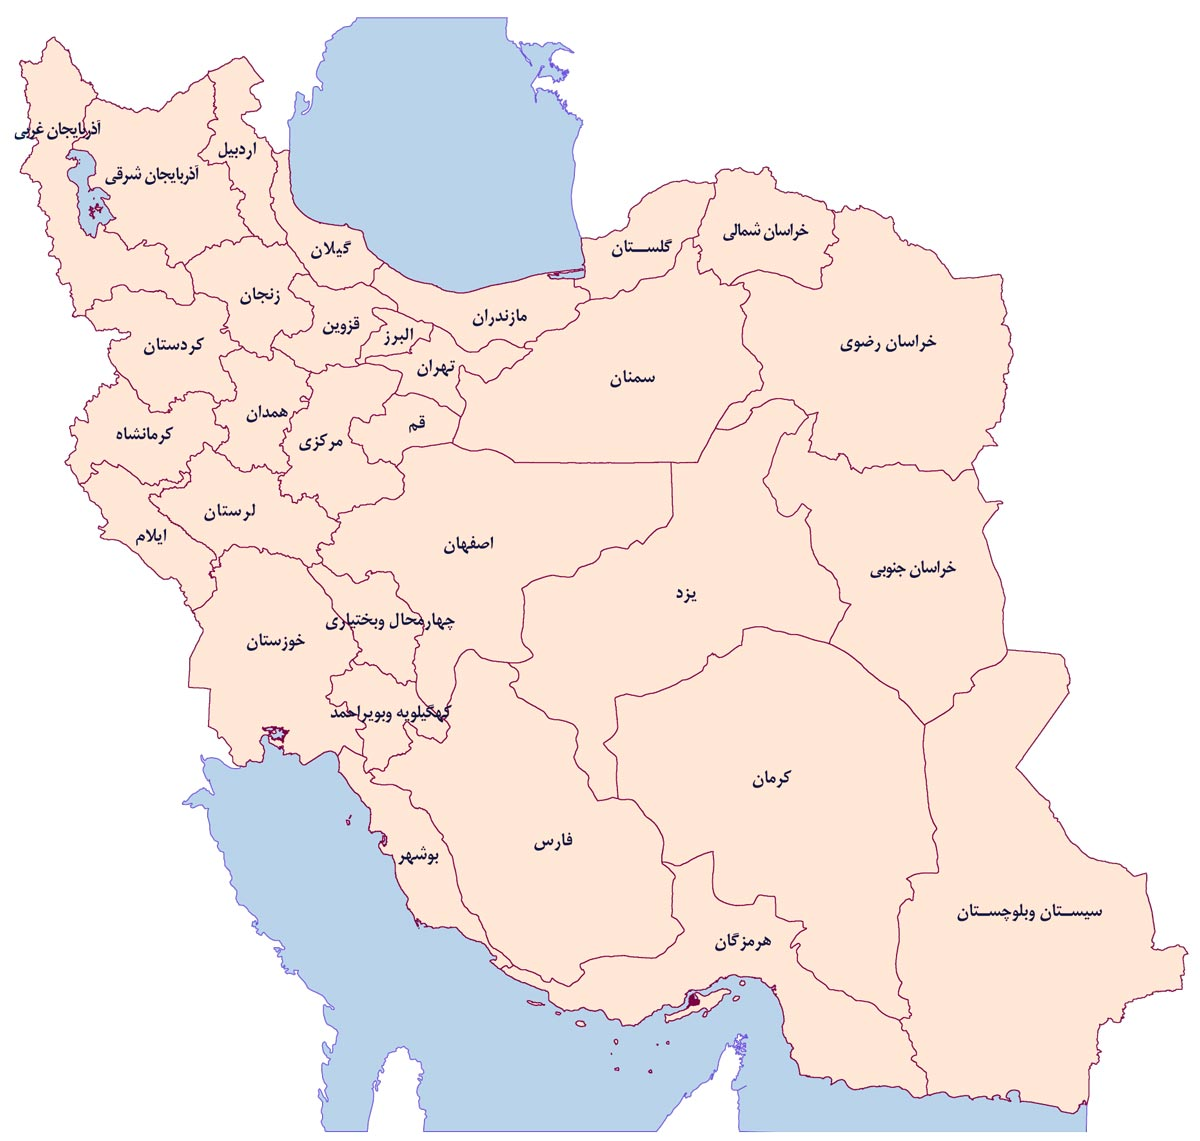 آذربایجان غربی
آذربایجان شرقی
اردبیل
گیلان
زنجان
قزوین
البرز
مازندران
گلستان
خراسان شمالی
خراسان رضوی
کردستان
تهران
سمنان
همدان
کرمانشاه
مرکزی
قم
لرستان
ایلام
اصفهان
یزد
خراسان جنوبی
خوزستان
چهارمحال وبختیاری
کهگیلویه وبویراحمد
کرمان
فارس
بوشهر
هرمزگان
سیستان وبلوچستان